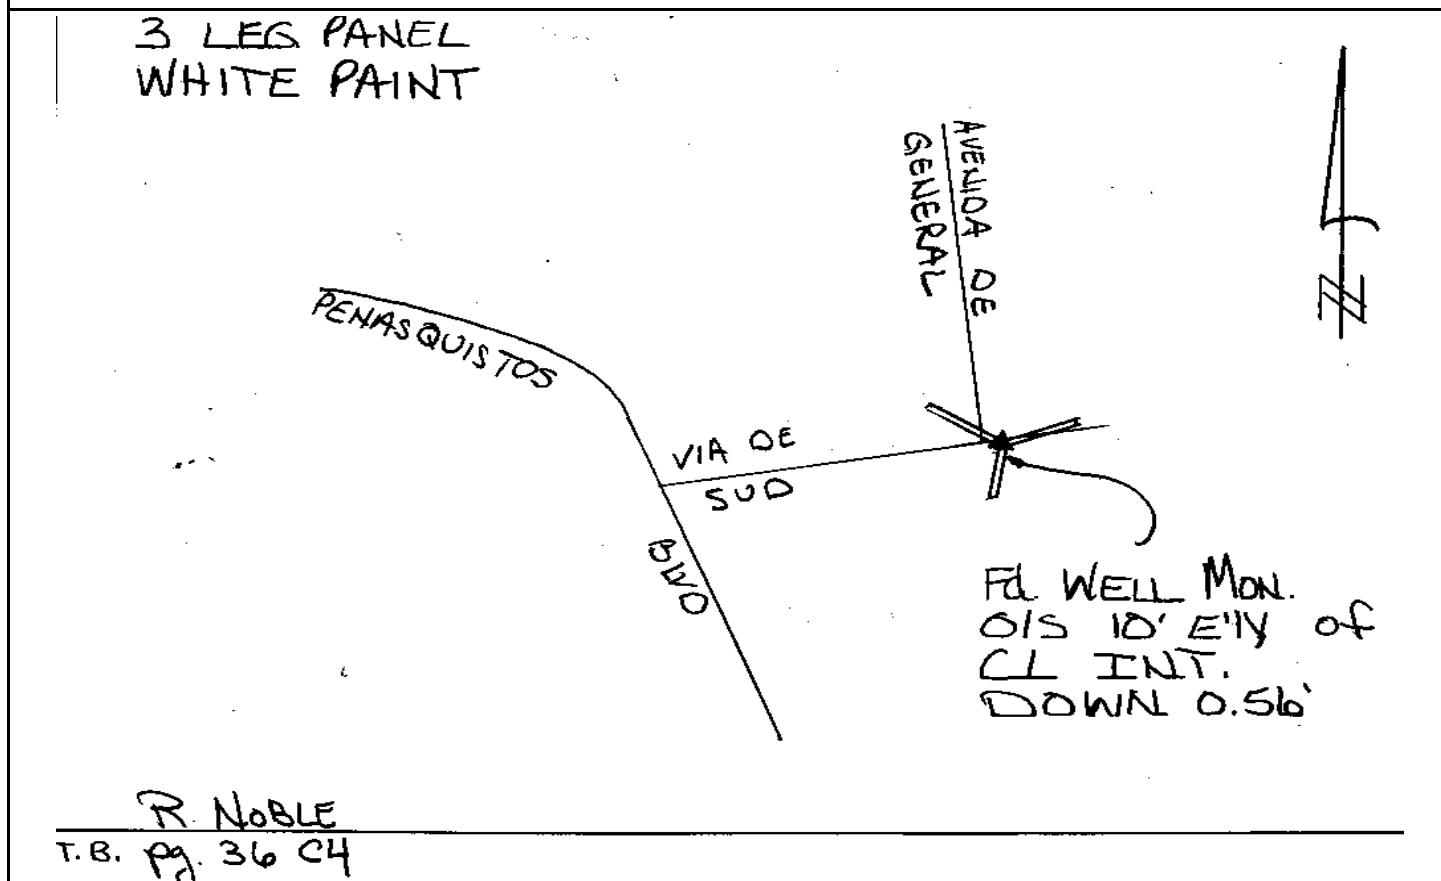 3 LEG PANEL
WHITE PAINT
AVENIDA DE
GENERAL
N
PENASQUISTOS
VIA DE
SUD
BWD
Fd. WELL MON.
O/S 10' E'lY of
CL INT.
DOWN 0.56'
R. NOBLE
T.B. pg. 36 C4